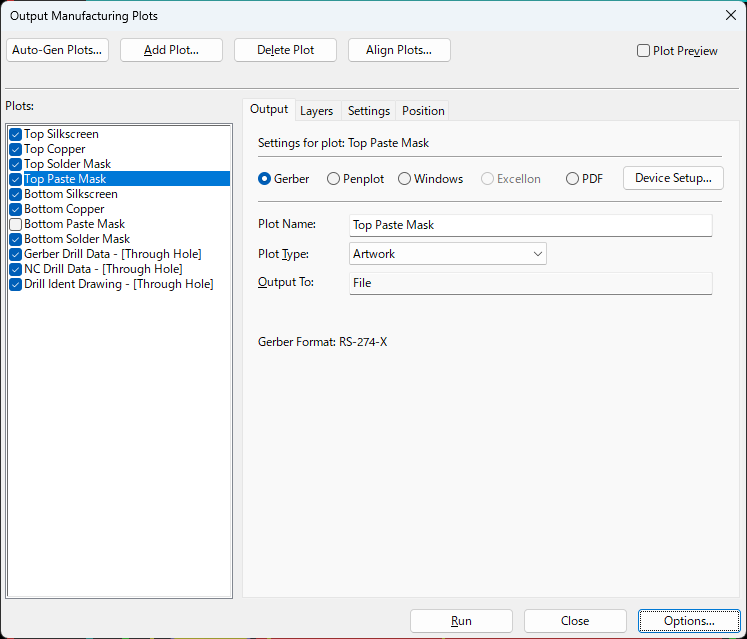 Output Manufacturing Plots
Auto-Gen Plots... Add Plot... Delete Plot Align Plots... Plot Preview
Plots:
Top Silkscreen
Top Copper
Top Solder Mask
Top Paste Mask
Bottom Silkscreen
Bottom Copper
Bottom Paste Mask
Bottom Solder Mask
Gerber Drill Data - [Through Hole]
NC Drill Data - [Through Hole]
Drill Ident Drawing - [Through Hole]
Output Layers Settings Position
Settings for plot: Top Paste Mask
Gerber Penplot Windows Excellon PDF Device Setup...
Plot Name: Top Paste Mask
Plot Type: Artwork
Output To: File
Gerber Format: RS-274-X
Run Close Options...